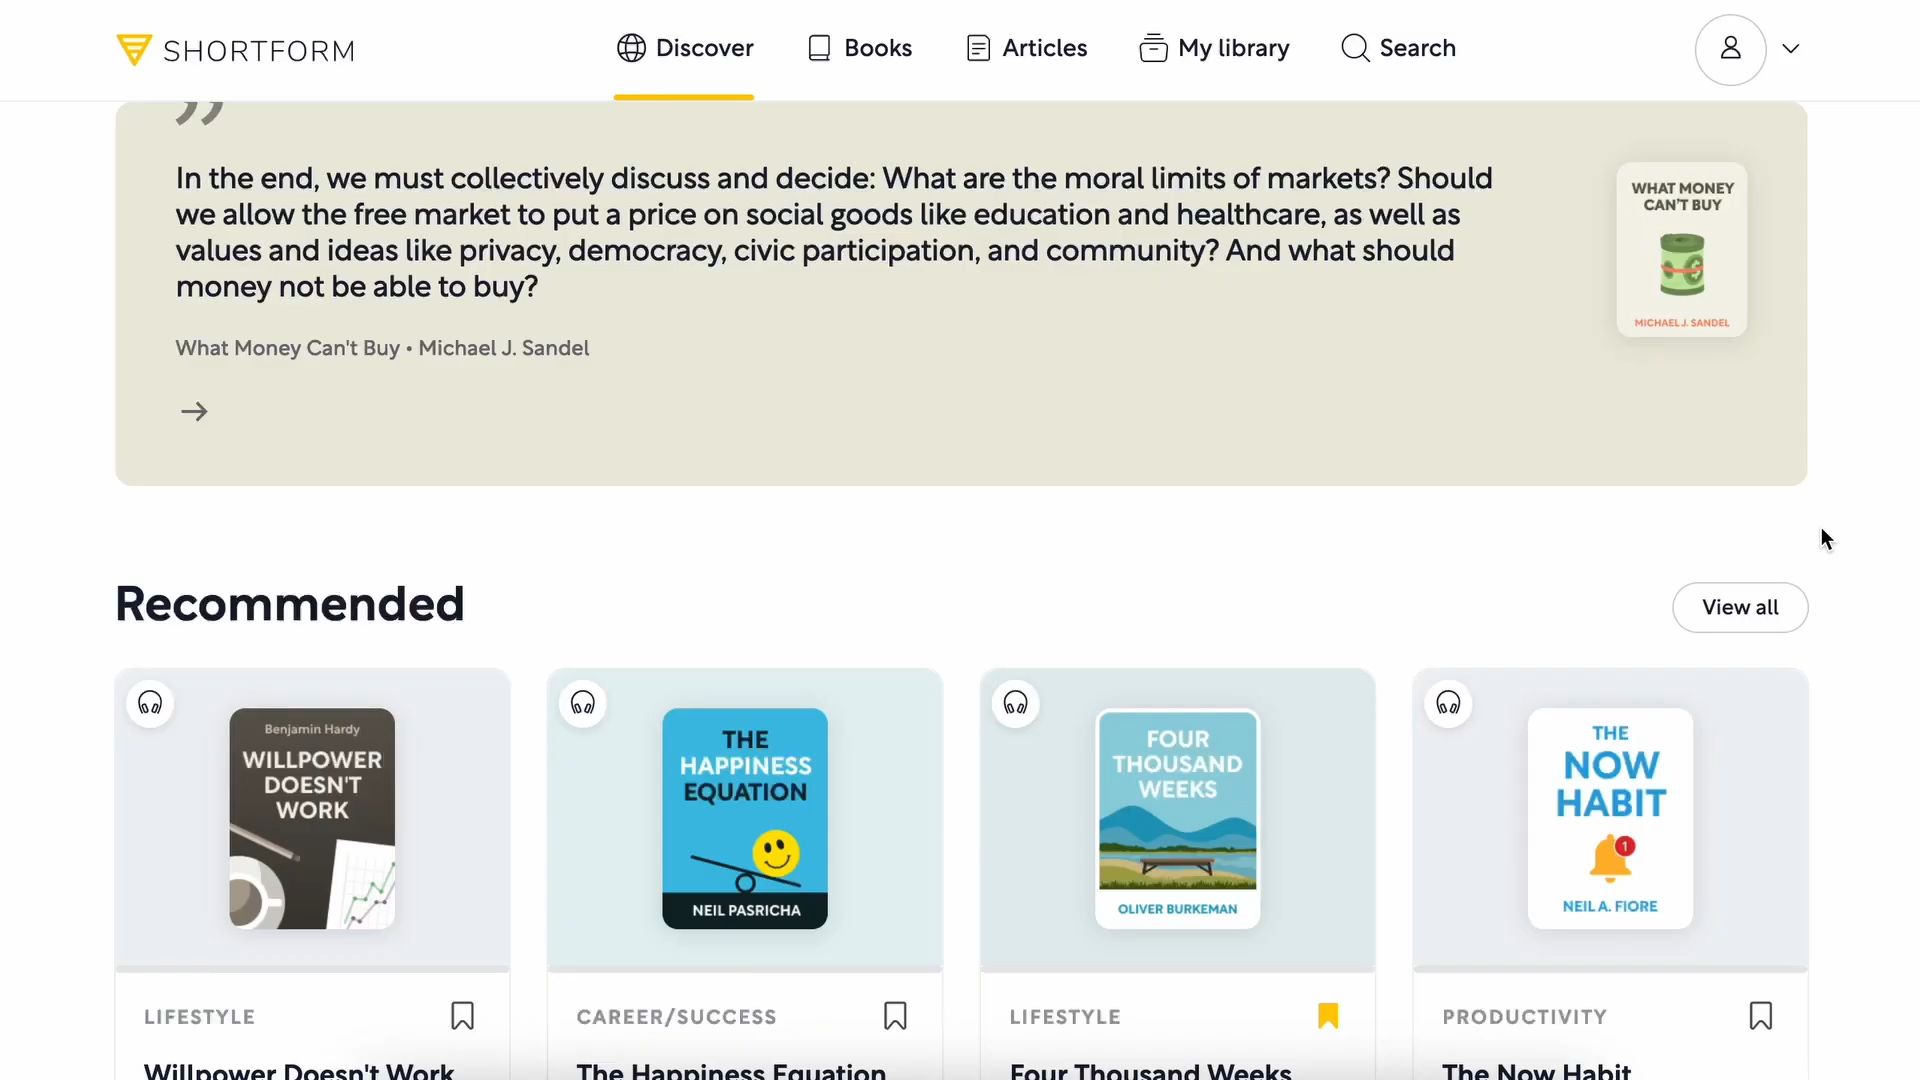 SHORTFORM
Discover
Books
Articles
My library
Search
”
In the end, we must collectively discuss and decide: What are the moral limits of markets? Should
we allow the free market to put a price on social goods like education and healthcare, as well as
values and ideas like privacy, democracy, civic participation, and community? And what should
money not be able to buy?
What Money Can't Buy • Michael J. Sandel
→
WHAT MONEY
CAN'T BUY
MICHAEL J. SANDEL
Recommended
View all
Benjamin Hardy
WILLPOWER
DOESN'T
WORK
THE
HAPPINESS
EQUATION
NEIL PASRICHA
FOUR
THOUSAND
WEEKS
OLIVER BURKEMAN
THE
NOW
HABIT
1
NEIL A. FIORE
LIFESTYLE
CAREER/SUCCESS
LIFESTYLE
PRODUCTIVITY
Willpower Doesn't Work
The Happiness Equation
Four Thousand Weeks
The Now Habit